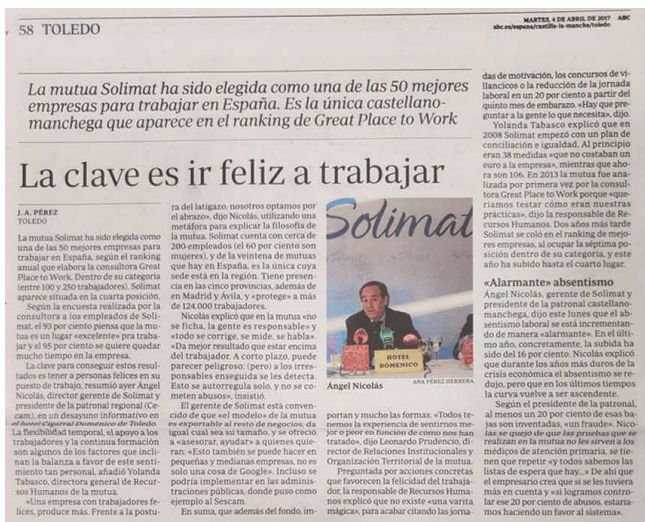 58 TOLEDO
MARTES, 4 DE ABRIL DE 2017 ABC
abc.es/espana/castilla-la-mancha/toledo
La mutua Solimat ha sido elegida como una de las 50 mejores
empresas para trabajar en España. Es la única castellano-
manchega que aparece en el ranking de Great Place to Work
La clave es ir feliz a trabajar
J. A. PÉREZ
TOLEDO
La mutua Solimat ha sido elegida como
una de las 50 mejores empresas para
trabajar en España, según el ranking
anual que elabora la consultora Great
Place to Work. Dentro de su categoría
(entre 100 y 250 trabajadores), Solimat
aparece situada en la cuarta posición.
Según la encuesta realizada por la
consultora a los empleados de Soli-
mat, el 93 por ciento piensa que la mu-
tua es un lugar «excelente» pra traba-
jar y el 95 por ciento se quiere quedar
mucho tiempo en la empresa.
La clave para conseguir estos resul-
tados es tener a personas felices en su
puesto de trabajo, resumió ayer Ángel
Nicolás, director gerente de Solimat y
presidente de la patronal regional (Ce-
cam), en un desayuno informativo en
el hotel Cigarral Doménico de Toledo.
La flexibilidad temporal, el apoyo a los
trabajadores y la continua formación
son algunos de los factores que incli-
nan la balanza a favor de este senti-
miento tan personal, añadió Yolanda
Tabasco, directora general de Recur-
sos Humanos de la mutua.
«Una empresa con trabajadores fe-
lices, produce más. Frente a la postu-
ra del latigazo, nosotros optamos por
el abrazo», dijo Nicolás, utilizando una
metáfora para explicar la filosofía de
la mutua. Solimat cuenta con cerca de
200 empleados (el 60 por ciento son
mujeres), y de la veintena de mutuas
que hay en España, es la única cuya
sede está en la región. Tiene presen-
cia en las cinco provincias, además de
en Madrid y Ávila, y «protege» a más
de 124.000 trabajadores.
Nicolás explicó que en la mutua «no
se ficha, la gente es responsable» y
«todo se corrige, se mide, se habla».
«Da mejor resultado que estar encima
del trabajador. A corto plazo, puede
parecer peligroso; (pero) a los irres-
ponsables enseguida se les detecta.
Esto se autorregula solo, y no se co-
meten abusos», insistió.
El gerente de Solimat está conven-
cido de que «el modelo» de la mutua
es exportable al resto de negocios, da
igual cual sea su tamaño, y se ofreció
a «asesorar, ayudar» a quienes quie-
ran: «Esto también se puede hacer en
pequeñas y medianas empresas, no es
solo una cosa de Google». Incluso se
podría implementar en las adminis-
traciones públicas, donde puso como
ejemplo al Sescam.
En suma, que además del fondo, im-
Solimat
HOTEL
DOMENICO
ANA PÉREZ HERRERA
Ángel Nicolás
portan y mucho las formas. «Todos te-
nemos la experiencia de sentirnos me-
jor o peor en función de cómo nos han
tratado», dijo Leonardo Prudencio, di-
rector de Relaciones Institucionales y
Organización Territorial de la mutua.
Preguntada por acciones concretas
que favorecen la felicidad del trabaja-
dor, la responsable de Recursos Huma-
nos explicó que no existe «una varita
mágica», para acabar citando las jorna-
das de motivación, los concursos de vi-
llancicos o la reducción de la jornada
laboral en un 20 por ciento a partir del
quinto mes de embarazo. «Hay que pre-
guntar a la gente lo que necesita», dijo.
Yolanda Tabasco explicó que en
2008 Solimat empezó con un plan de
conciliación e igualdad. Al principio
eran 38 medidas «que no costaban un
euro a la empresa», mientras que aho-
ra son 106. En 2013 la mutua fue ana-
lizada por primera vez por la consulto-
ra Great Place to Work porque «que-
ríamos testar cómo eran nuestras
prácticas», dijo la responsable de Re-
cursos Humanos. Dos años más tarde
Solimat se coló en el ranking de mejo-
res empresas, al ocupar la séptima
posición dentro de su categoría, y este
año ha subido hasta el cuarto lugar.
«Alarmante» absentismo
Ángel Nicolás, gerente de Solimat y
presidente de la patronal castellano-
manchega, dijo este lunes que el ab-
sentismo laboral se está incrementan-
do de manera «alarmante». En el últi-
mo año, concretamente, la subida ha
sido del 16 por ciento. Nicolás explicó
que durante los años más duros de la
crisis económica el absentismo se re-
dujo, pero que en los últimos tiempos
la curva vuelve a ser ascendente.
Según el presidente de la patronal,
al menos un 20 por ciento de esas ba-
jas son inventadas, «un fraude». Nico-
lás se quejó de que las pruebas que se
realizan en la mutua no les sirven a los
médicos de atención primaria, se tie-
nen que repetir «y todos sabemos las
listas de espera que hay...» De ahí que
el empresario crea que si se les tuviera
más en cuenta y «si logramos contro-
lar ese 20 por ciento de abusos, estaría-
mos haciendo un favor al sistema».